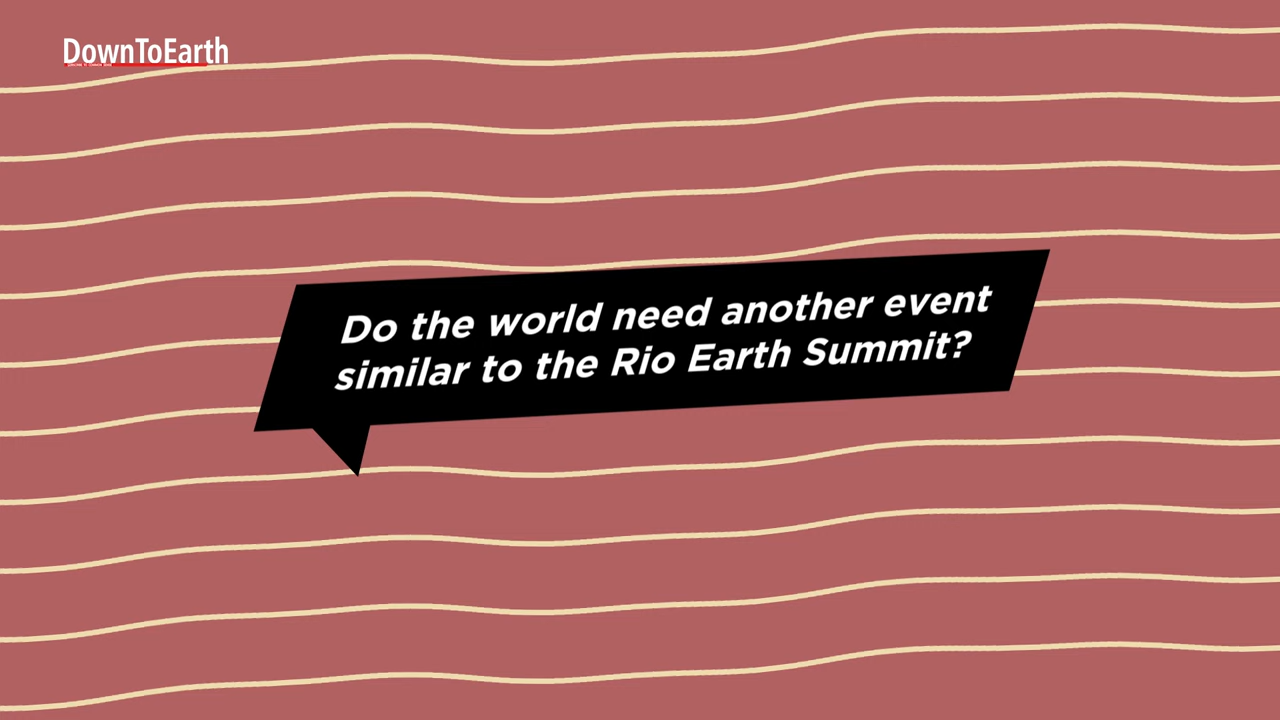 DownToEarth
Do the world need another event
similar to the Rio Earth Summit?